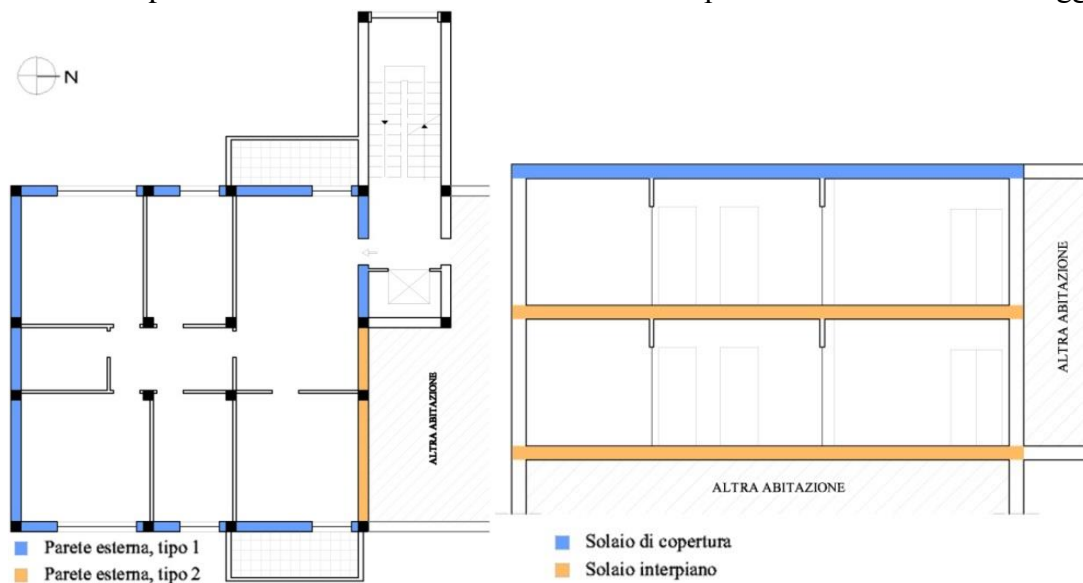 N
ALTRA ABITAZIONE
Parete esterna, tipo 1
Parete esterna, tipo 2
ALTRA ABITAZIONE
ALTRA ABITAZIONE
Solaio di copertura
Solaio interpiano